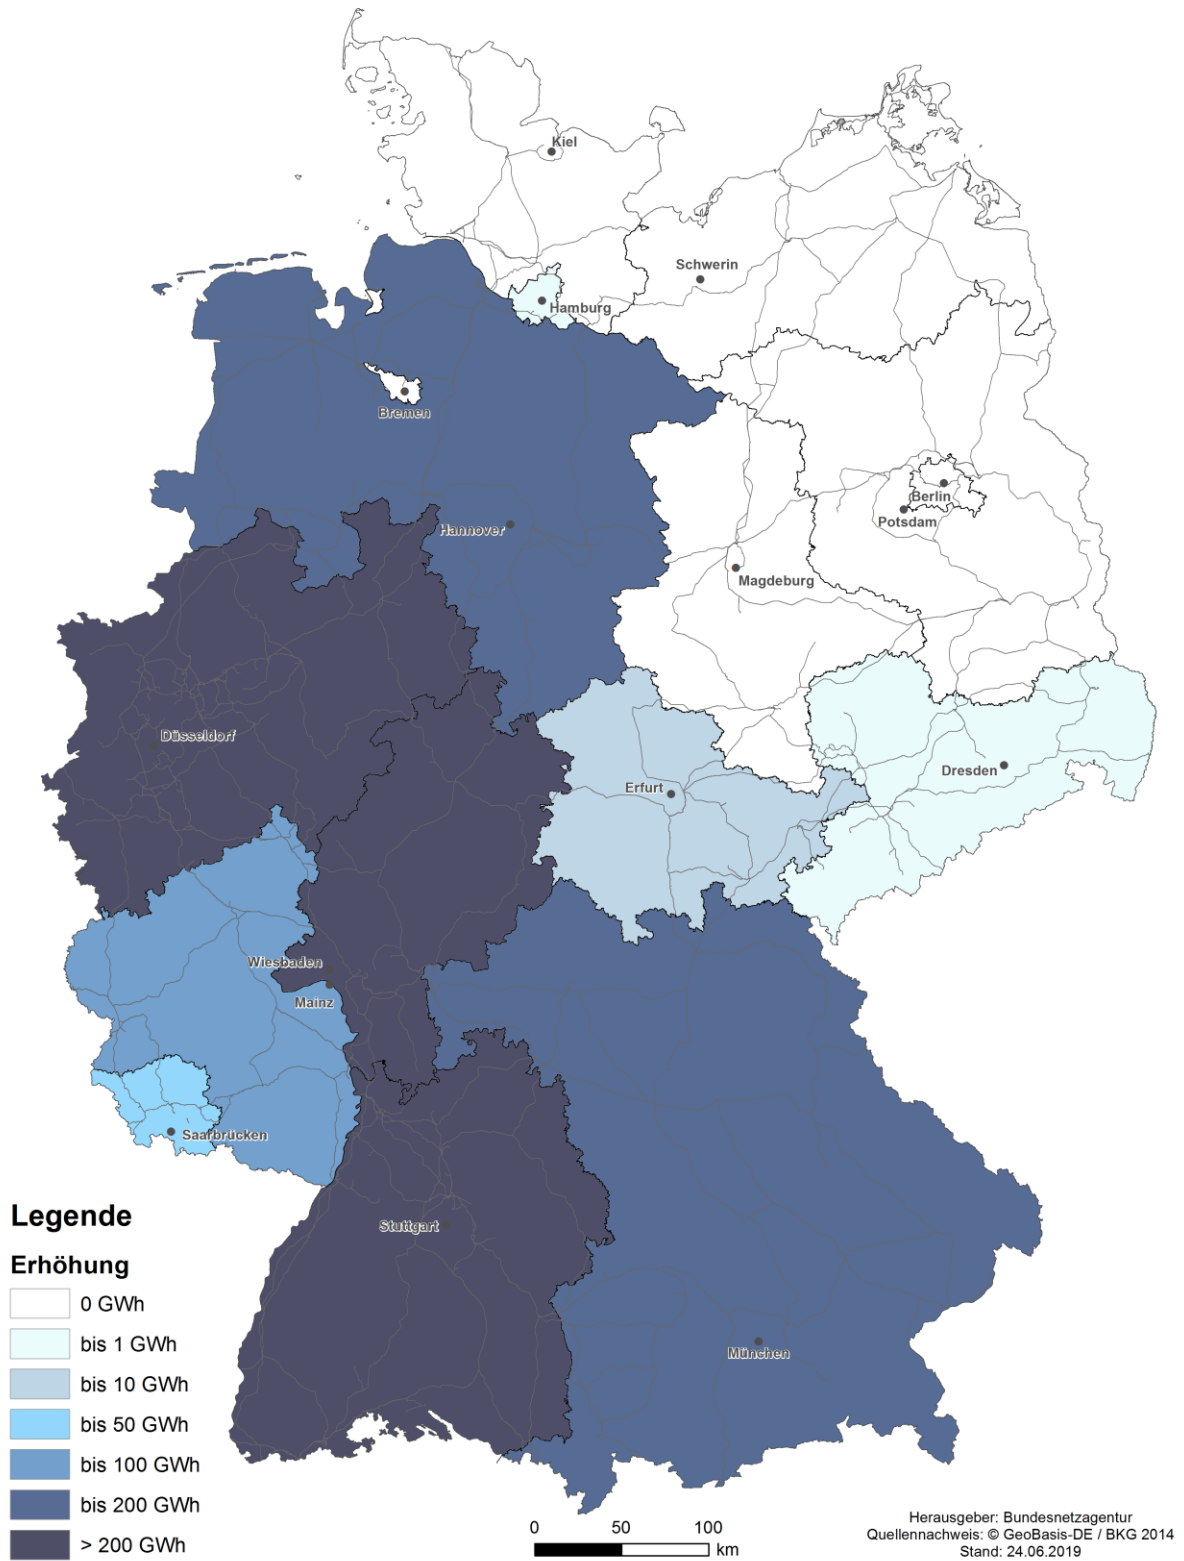 Kiel
Schwerin
Hamburg
Bremen
Berlin
Potsdam
Hannover
Magdeburg
Düsseldorf
Dresden
Erfurt
Wiesbaden
Mainz
Saarbrücken
Stuttgart
München
Legende
Erhöhung
0 GWh
bis 1 GWh
bis 10 GWh
bis 50 GWh
bis 100 GWh
bis 200 GWh
> 200 GWh
0 50 100
km
Herausgeber: Bundesnetzagentur
Quellennachweis: © GeoBasis-DE / BKG 2014
Stand: 24.06.2019